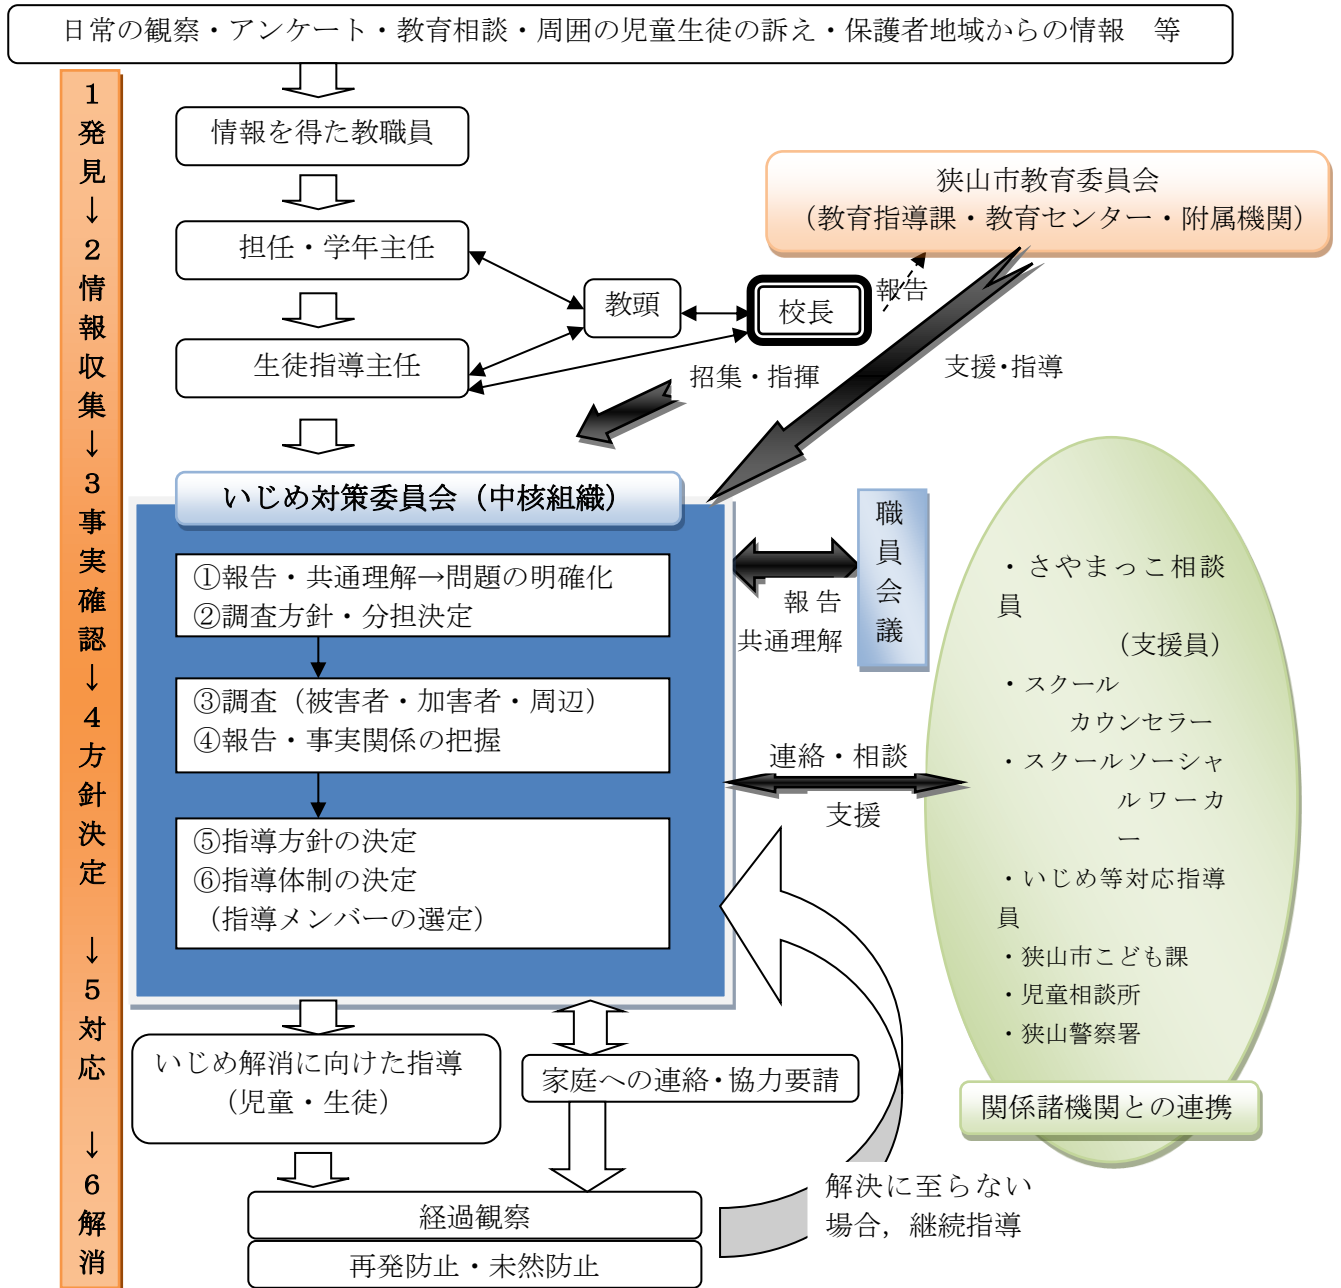 日常の観察・アンケート・教育相談・周囲の児童生徒の訴え・保護者地域からの情報　等
1発見→2情報収集→3事実確認→4方針決定　→5対応　→6解消
情報を得た教職員
狭山市教育委員会
（教育指導課・教育センター・附属機関）
担任・学年主任
教頭
校長
報告
生徒指導主任
招集・指揮
支援・指導
いじめ対策委員会（中核組織）
①報告・共通理解→問題の明確化
②調査方針・分担決定
③調査（被害者・加害者・周辺）
④報告・事実関係の把握
⑤指導方針の決定
⑥指導体制の決定
（指導メンバーの選定）
職員会議
報告
共通理解
連絡・相談
支援
・さやまっこ相談
員
（支援員）
・スクール
カウンセラー
・スクールソーシャ
ルワーカ
ー
・いじめ等対応指導
員
・狭山市こども課
・児童相談所
・狭山警察署
関係諸機関との連携
いじめ解消に向けた指導
（児童・生徒）
家庭への連絡・協力要請
経過観察
再発防止・未然防止
解決に至らない
場合，継続指導